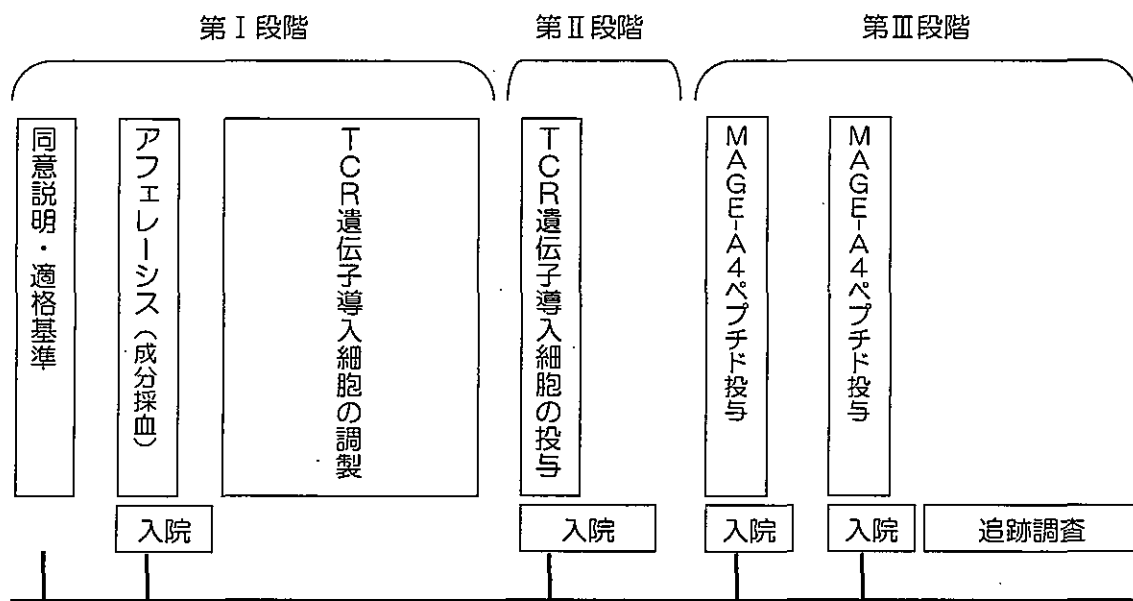 第Ⅰ段階
第Ⅱ段階
第Ⅲ段階
同意説明・適格基準
アフェレーシス（成分採血）
TCR遺伝子導入細胞の調製
TCR遺伝子導入細胞の投与
MAGE-A4ペプチド投与
MAGE-A4ペプチド投与
入院
入院
入院
入院
追跡調査